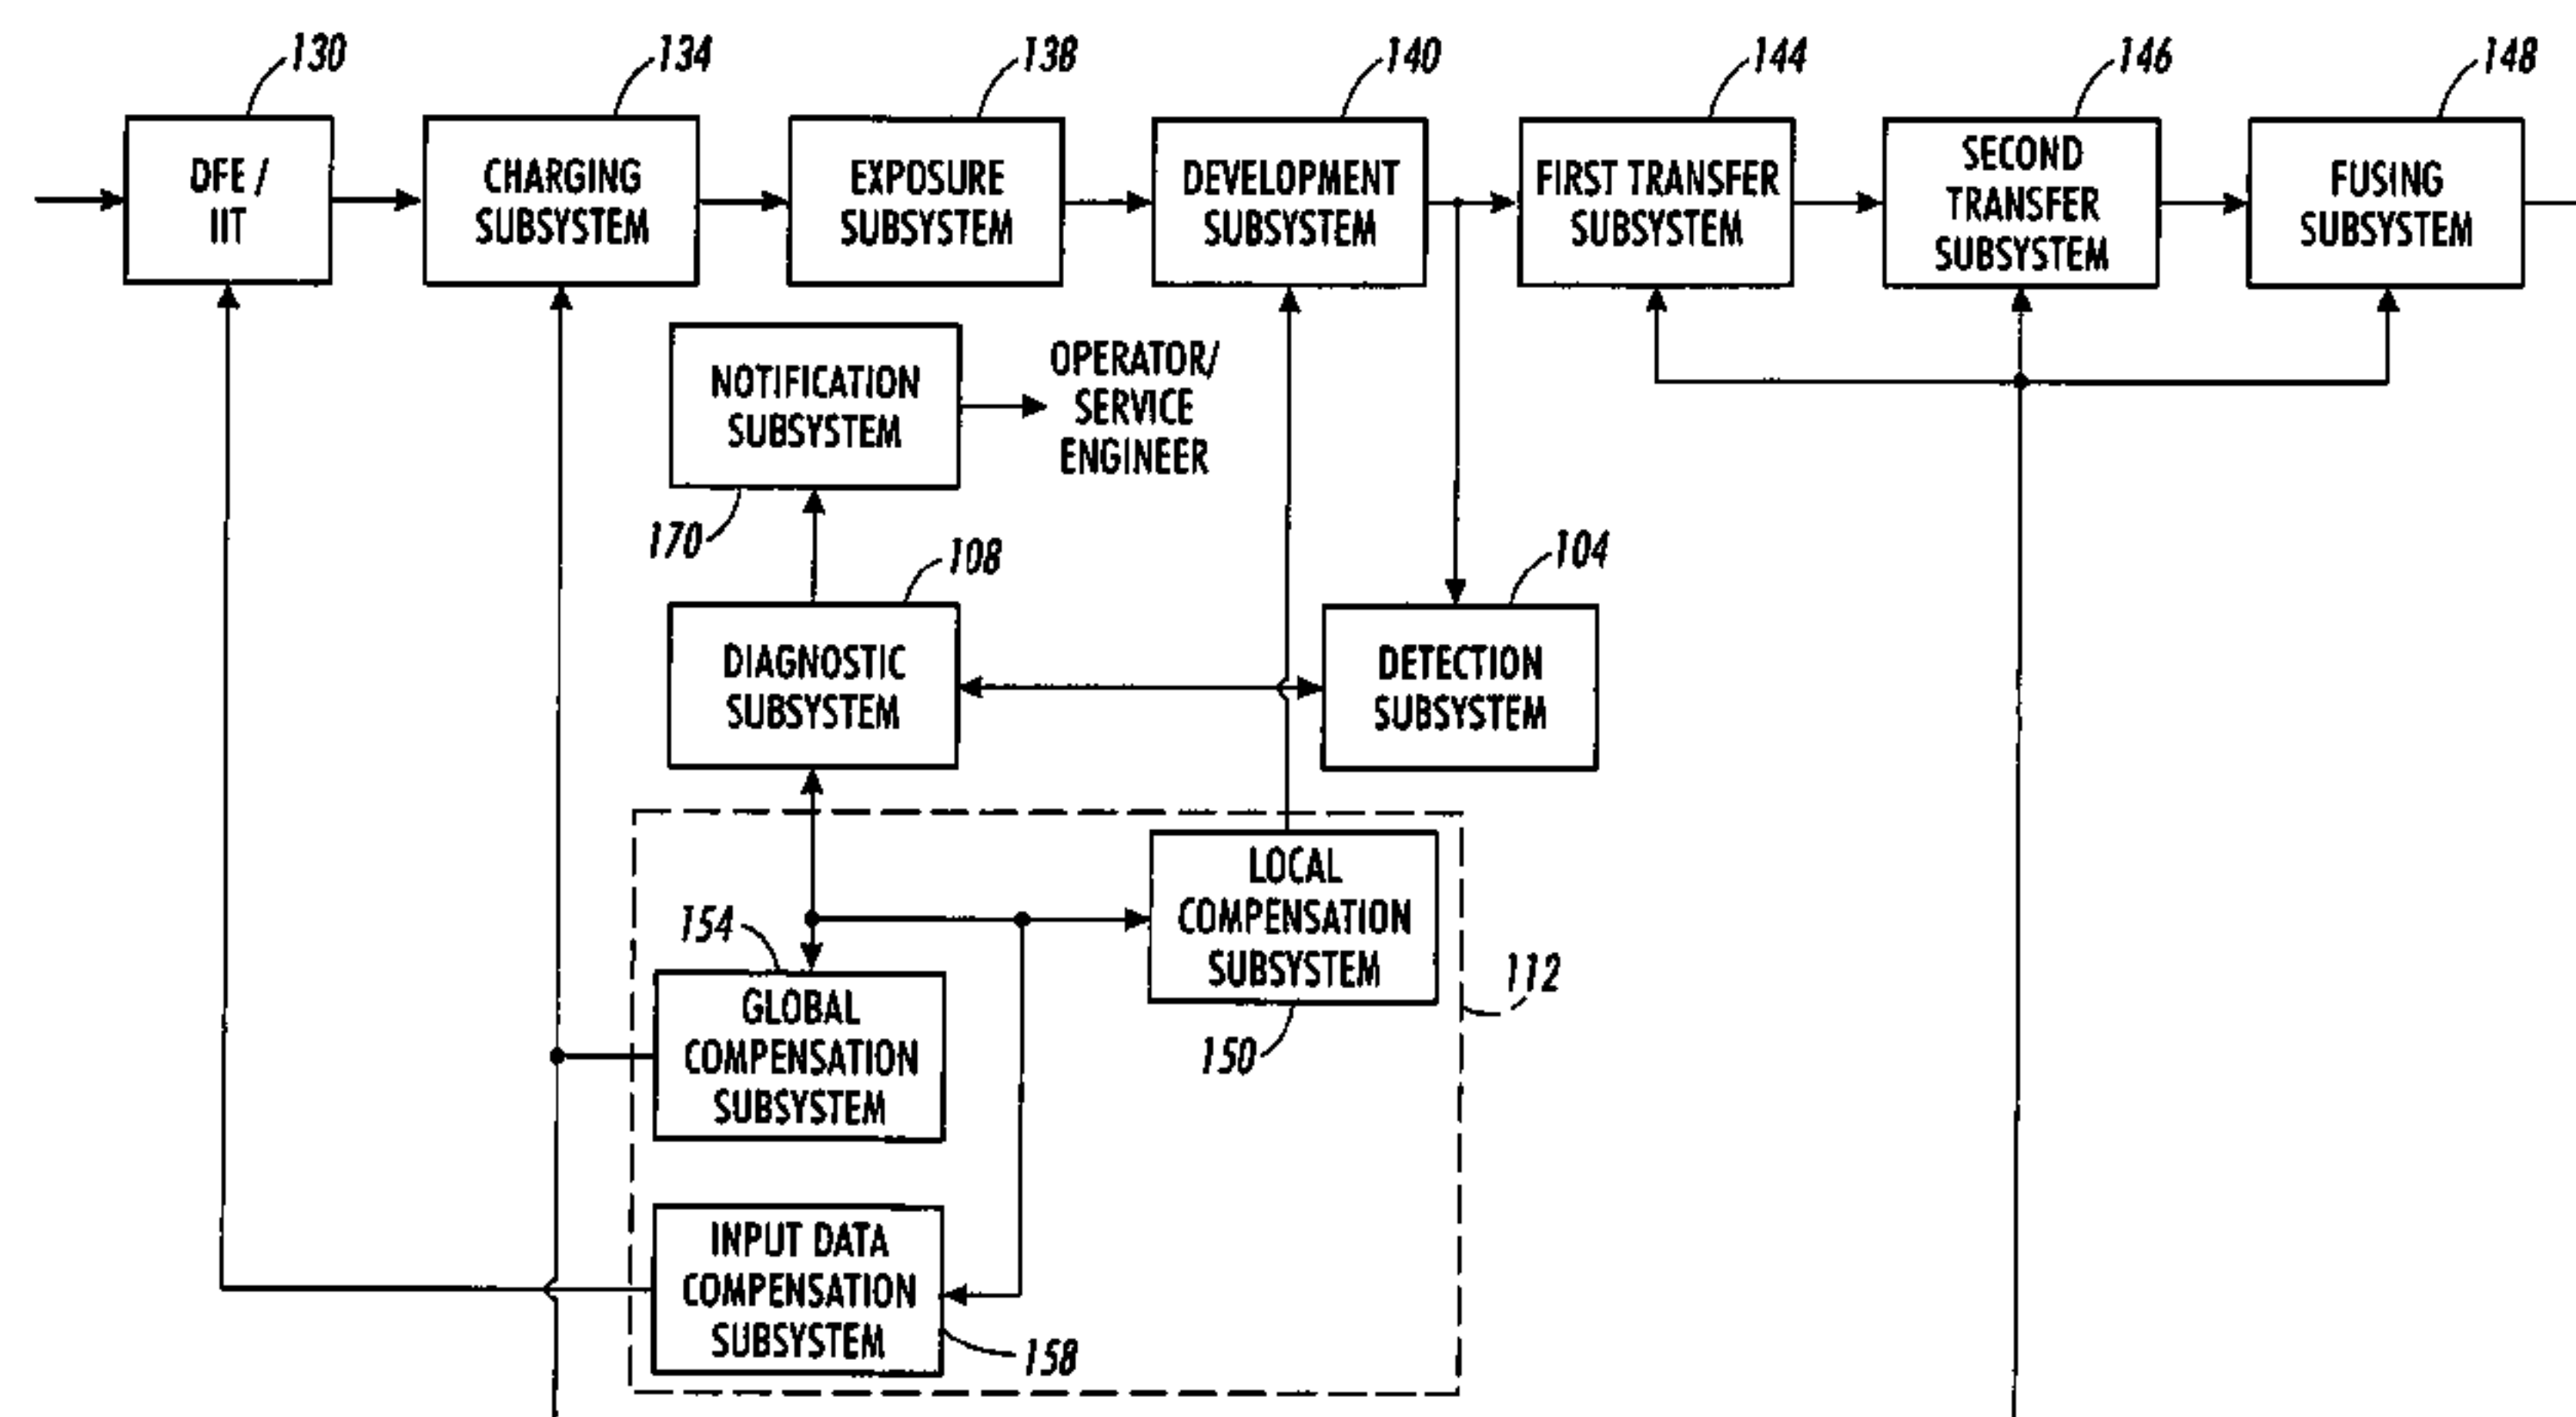 130
134
138
140
144
146
148
DFE /
IIT
CHARGING
SUBSYSTEM
EXPOSURE
SUBSYSTEM
DEVELOPMENT
SUBSYSTEM
FIRST TRANSFER
SUBSYSTEM
SECOND
TRANSFER
SUBSYSTEM
FUSING
SUBSYSTEM
NOTIFICATION
SUBSYSTEM
OPERATOR/
SERVICE
ENGINEER
170
108
104
DIAGNOSTIC
SUBSYSTEM
DETECTION
SUBSYSTEM
LOCAL
COMPENSATION
SUBSYSTEM
154
112
150
GLOBAL
COMPENSATION
SUBSYSTEM
INPUT DATA
COMPENSATION
SUBSYSTEM
158